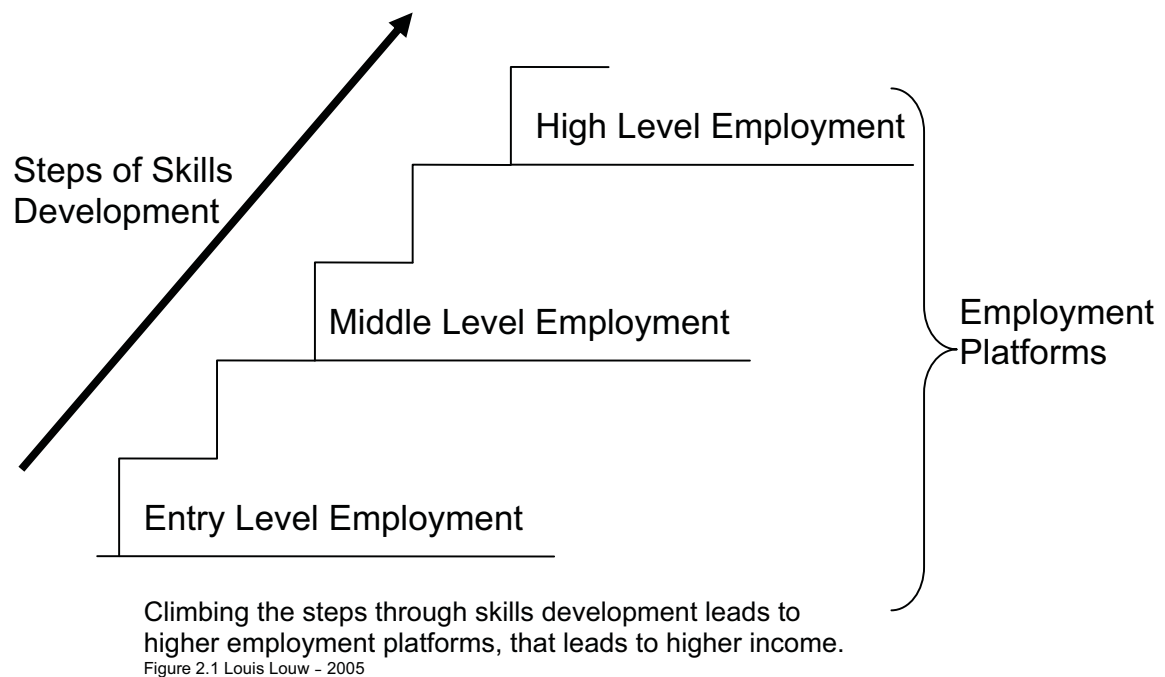 High Level Employment
Steps of Skills
Development
Middle Level Employment
Employment
Platforms
Entry Level Employment
Climbing the steps through skills development leads to
higher employment platforms, that leads to higher income.
Figure 2.1 Louis Louw – 2005